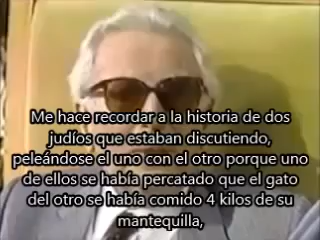 Me hace recordar a la historia de dos
judíos que estaban discutiendo,
peleándose el uno con el otro porque uno
de ellos se había percatado que el gato
del otro se había comido 4 kilos de su
mantequilla,